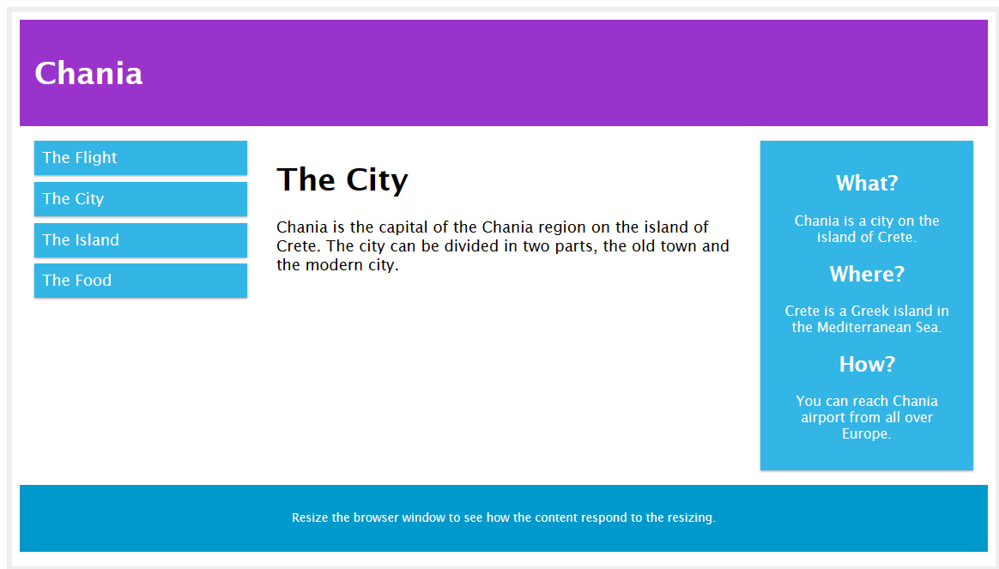 Chania
The Flight
The City
The Island
The Food
The City
Chania is the capital of the Chania region on the island of
Crete. The city can be divided in two parts, the old town and
the modern city.
What?
Chania is a city on the
island of Crete.
Where?
Crete is a Greek island in
the Mediterranean Sea.
How?
You can reach Chania
airport from all over
Europe.
Resize the browser window to see how the content respond to the resizing.